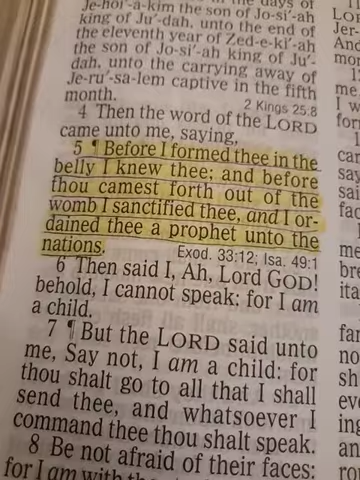 Je-hoi´-a-kim the son of Jo-si´-ah
king of Ju´-dah, unto the end of
the eleventh year of Zed-e-ki´-ah
the son of Jo-si´-ah king of Ju´-
dah, unto the carrying away of
Je-ru´-sa-lem captive in the fifth
month. 2 Kings 25:8
4 Then the word of the LORD
came unto me, saying,
5 ¶ Before I formed thee in the
belly I knew thee; and before
thou camest forth out of the
womb I sanctified thee, and I or-
dained thee a prophet unto the
nations. Exod. 33:12; Isa. 49:1
6 Then said I, Ah, Lord GOD!
behold, I cannot speak: for I am
a child.
7 ¶ But the LORD said unto
me, Say not, I am a child: for
thou shalt go to all that I shall
send thee, and whatsoever I
command thee thou shalt speak.
8 Be not afraid of their faces:
for I am with